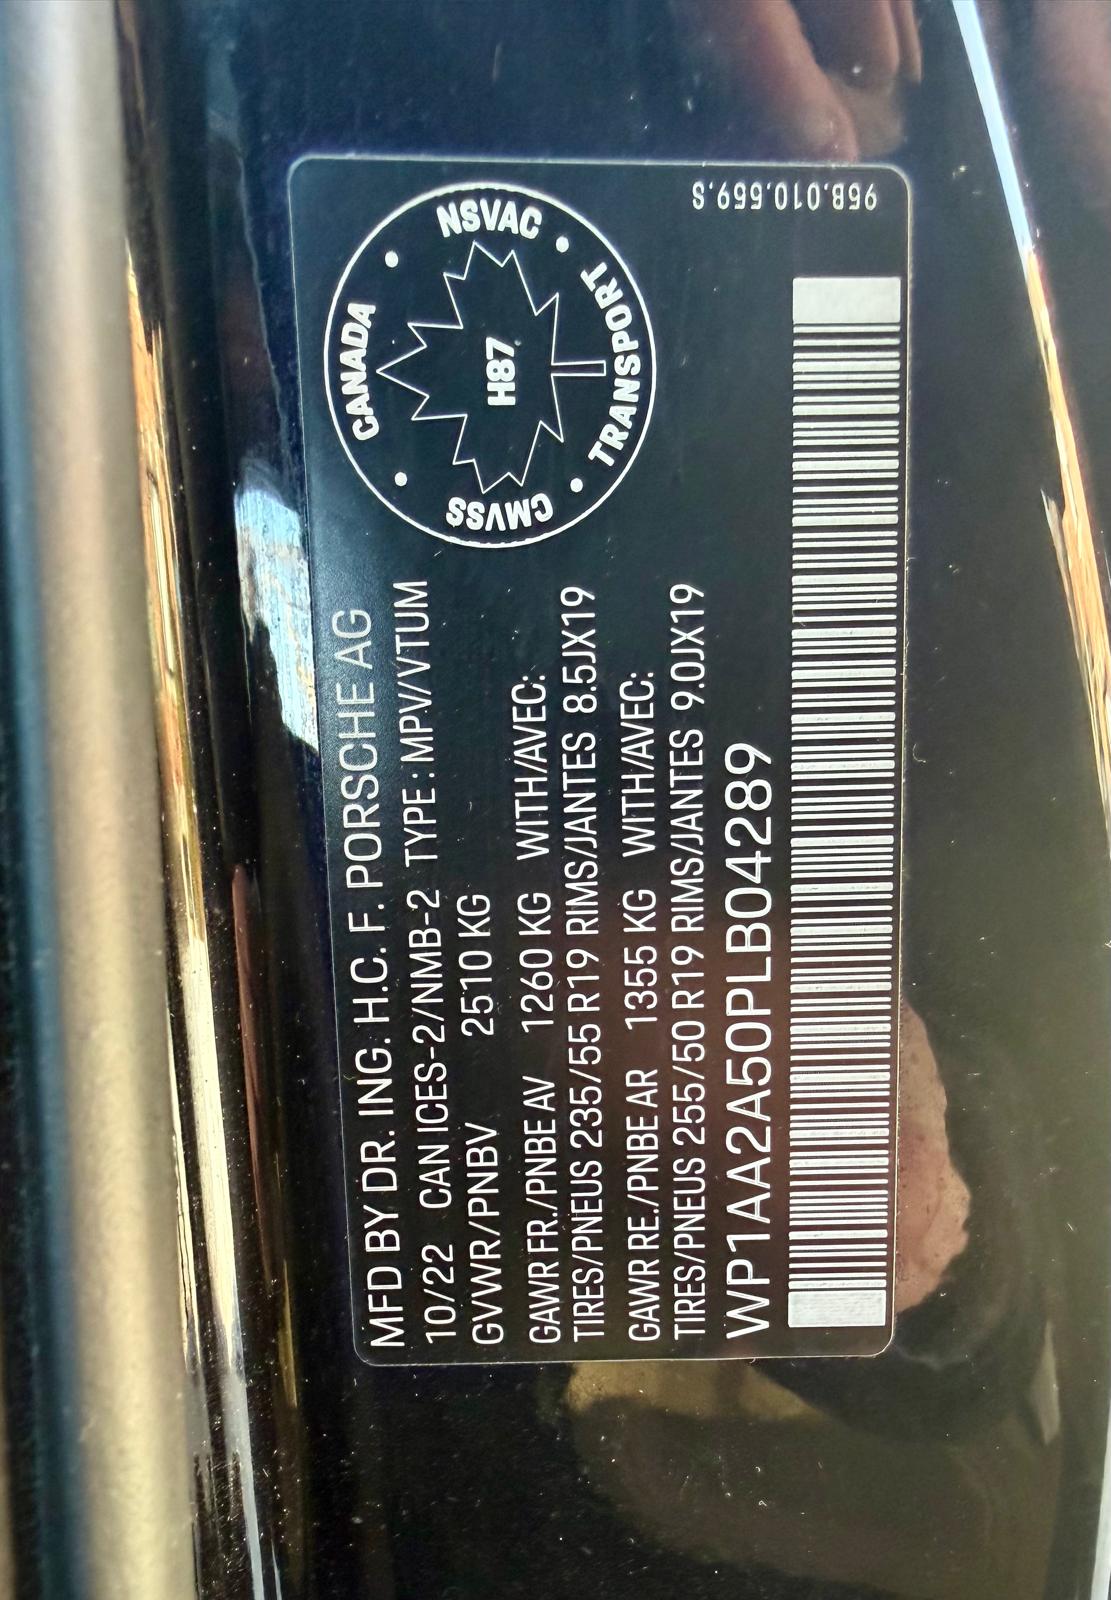 MFD BY DR. ING. H.C. F. PORSCHE AG
10/22 CAN ICES-2/NMB-2 TYPE : MPV/VTUM
GVWR/PNBV 2510 KG
GAWR FR./PNBE AV 1260 KG WITH/AVEC:
TIRES/PNEUS 235/55 R19 RIMS/JANTES 8.5JX19
GAWR RE./PNBE AR 1355 KG WITH/AVEC:
TIRES/PNEUS 255/50 R19 RIMS/JANTES 9.0JX19
WP1AA2A50PLB04289
CANADA
NSVAC
TRANSPORT
CMVSS
H87
95B.010.559.S